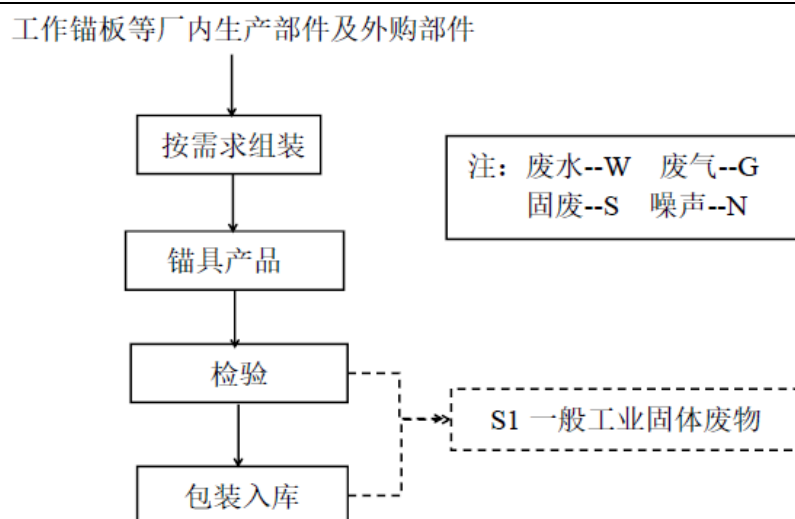 工作锚板等厂内生产部件及外购部件
按需求组装
注：废水--W 废气--G
固废--S 噪声--N
锚具产品
检验
S1 一般工业固体废物
包装入库